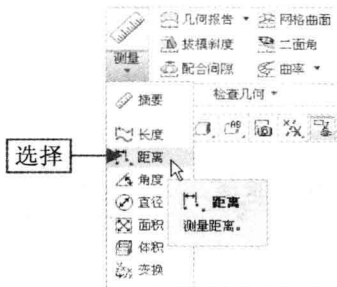 几何报告 网格曲面
拔模斜度 二面角
测量 配合间隙 曲率
检查几何
摘要
长度
选择 距离
角度
直径 距离
面积 测量距离。
体积
变换